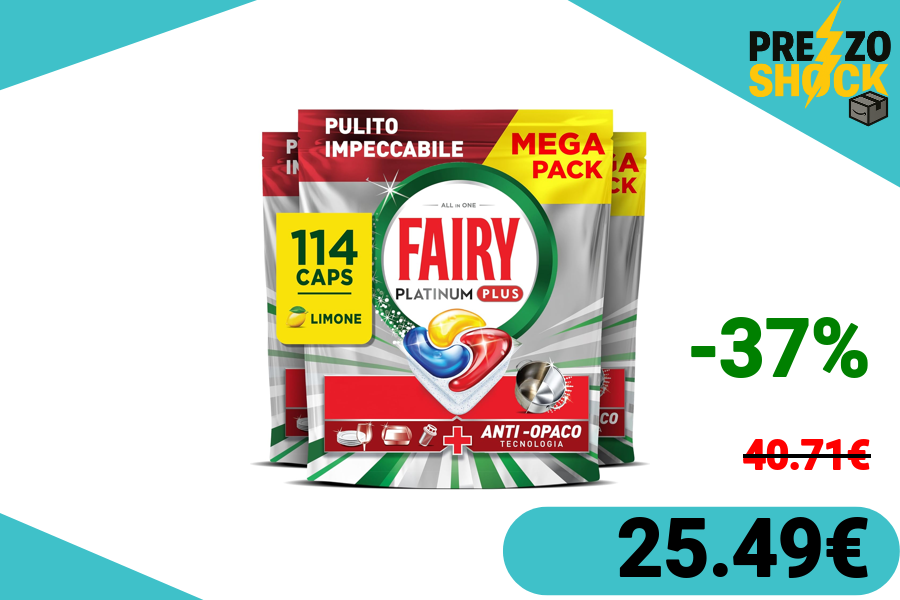 PREZZO
SHOCK
PULITO
IMPECCABILE
MEGA
PACK
114
CAPS
LIMONE
ALL IN ONE
FAIRY
PLATINUM PLUS
ANTI-OPACO
TECNOLOGIA
-37%
40.71€
25.49€